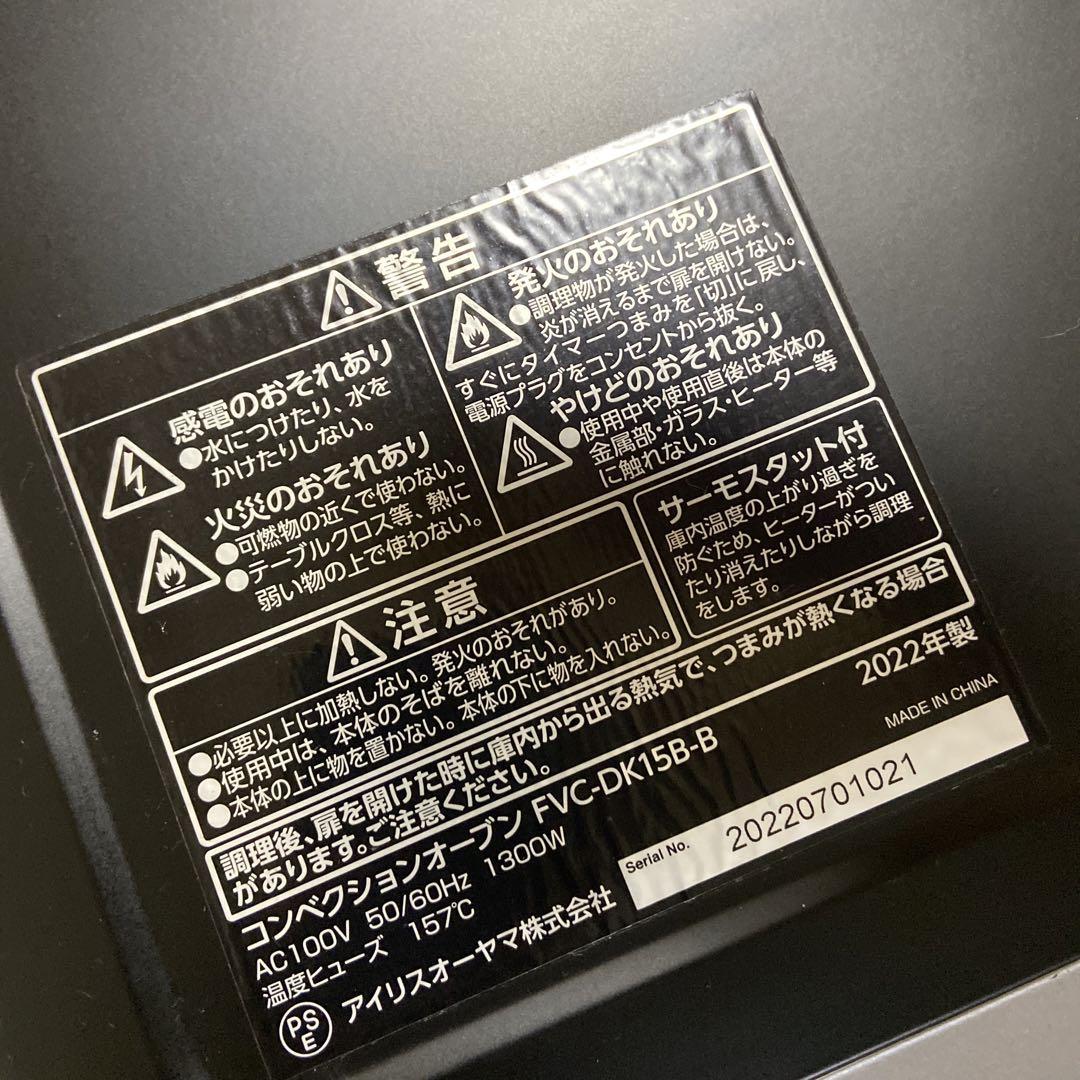 警告
感電のおそれあり
●水につけたり、水を
かけたりしない。
火災のおそれあり
●可燃物の近くで使わない。
●テーブルクロス等、熱に
弱い物の上で使わない。
発火のおそれあり
●調理物が発火した場合は、
炎が消えるまで扉を開けない。
すぐにタイマーつまみを「切」に戻し、
電源プラグをコンセントから抜く。
やけどのおそれあり
●使用中や使用直後は本体の
金属部・ガラス・ヒーター等
に触れない。
注意
●必要以上に加熱しない。発火のおそれがあり。
●使用中は、本体のそばを離れない。
●本体の上に物を置かない。本体の下に物を入れない。
サーモスタット付
庫内温度の上がり過ぎを
防ぐため、ヒーターがつい
たり消えたりしながら調理
をします。
調理後、扉を開けた時に庫内から出る熱気で、つまみが熱くなる場合
があります。ご注意ください。
コンベクションオーブン FVC-DK15B-B
2022年製
AC100V 50/60Hz 1300W
MADE IN CHINA
温度ヒューズ 157℃
Serial No. 20220701021
PSE アイリスオーヤマ株式会社